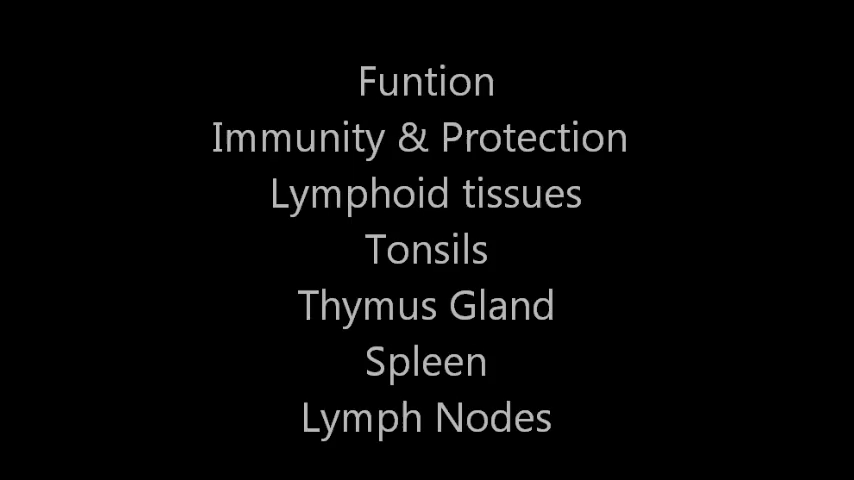 Funtion
Immunity & Protection
Lymphoid tissues
Tonsils
Thymus Gland
Spleen
Lymph Nodes